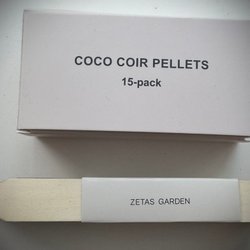 COCO COIR PELLETS
15-pack
ZETAS GARDEN